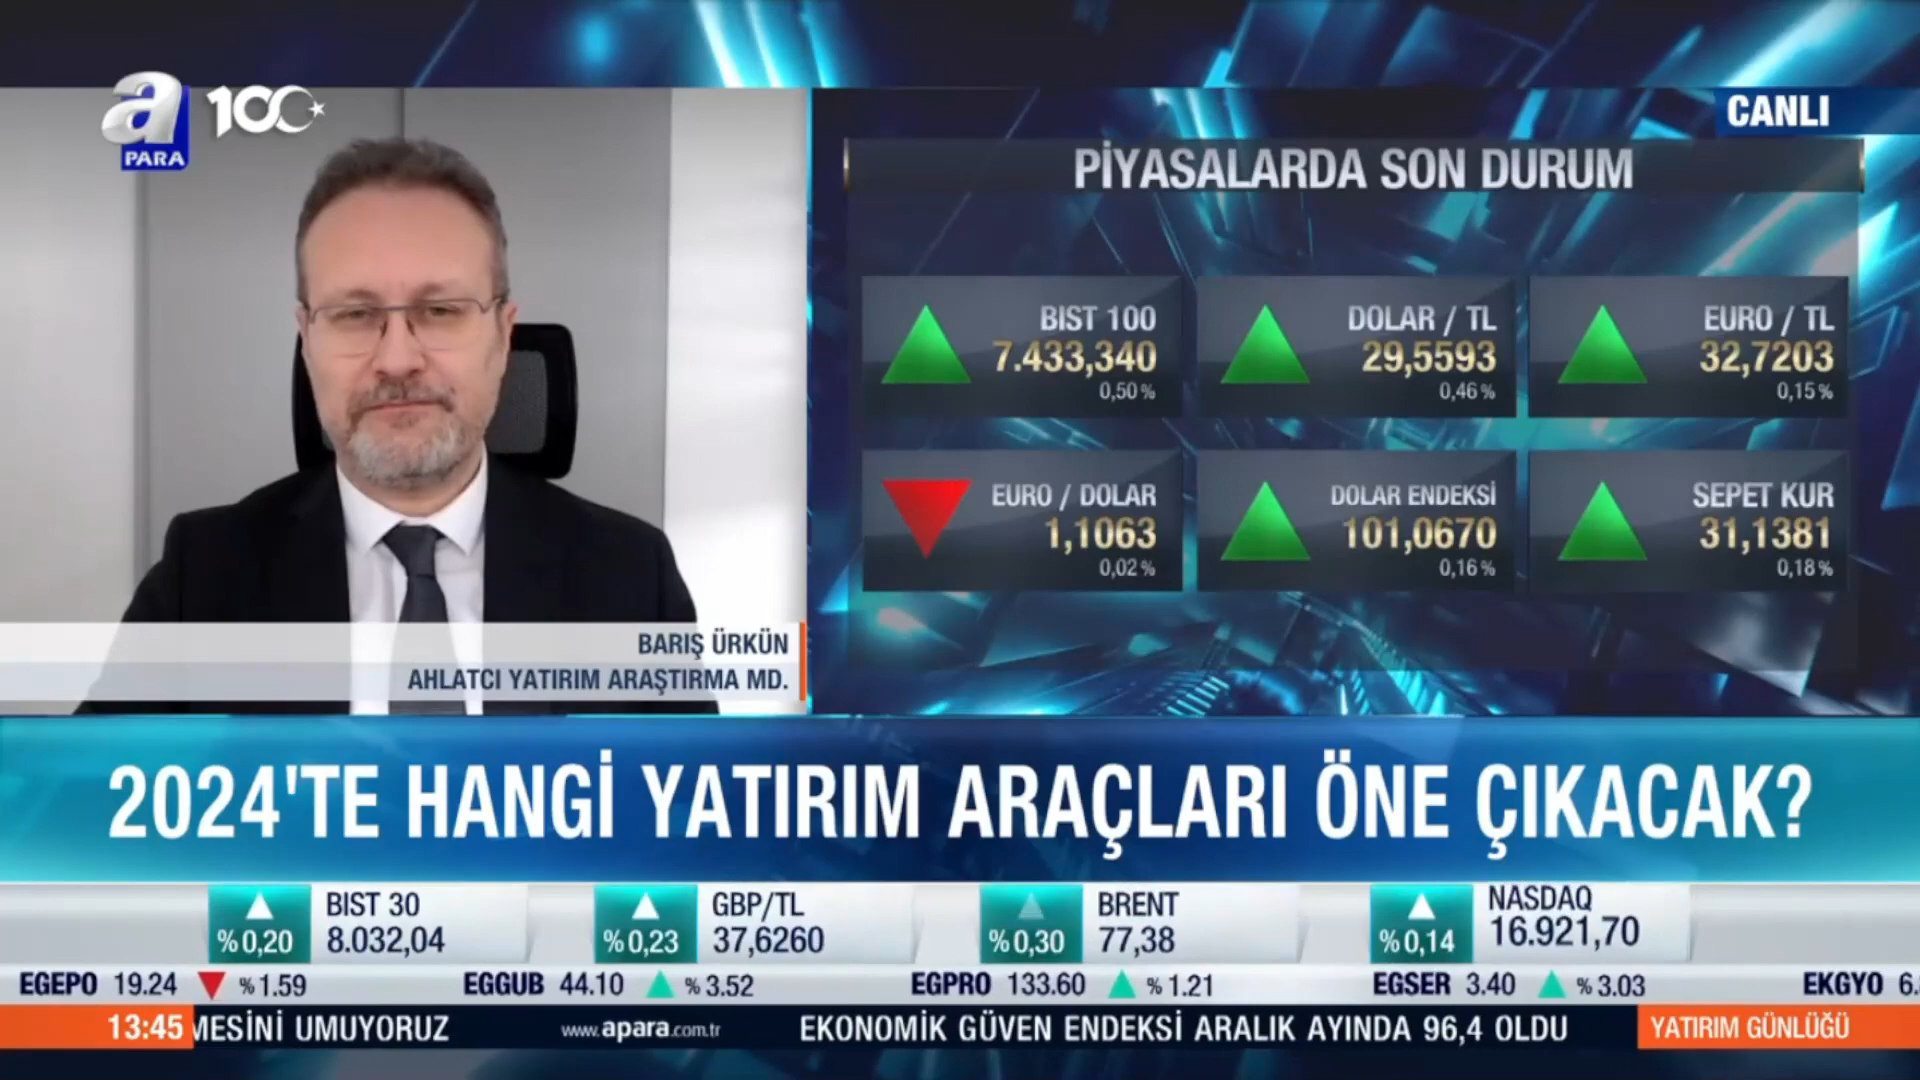 a
PARA
100
CANLI
PİYASALARDA SON DURUM
BIST 100
7.433,340
0,50 %
DOLAR / TL
29,5593
0,46 %
EURO / TL
32,7203
0,15 %
EURO / DOLAR
1,1063
0,02 %
DOLAR ENDEKSİ
101,0670
0,16 %
SEPET KUR
31,1381
0,18 %
BARIŞ ÜRKÜN
AHLATCI YATIRIM ARAŞTIRMA MD.
2024'TE HANGİ YATIRIM ARAÇLARI ÖNE ÇIKACAK?
%0,20
BIST 30
8.032,04
%0,23
GBP/TL
37,6260
%0,30
BRENT
77,38
%0,14
NASDAQ
16.921,70
EGEPO 19.24 %1.59 EGGUB 44.10 %3.52 EGPRO 133.60 %1.21 EGSER 3.40 %3.03 EKGYO 6.
13:45 MESİNİ UMUYORUZ www.apara.com.tr EKONOMİK GÜVEN ENDEKSİ ARALIK AYINDA 96,4 OLDU YATIRIM GÜNLÜĞÜ